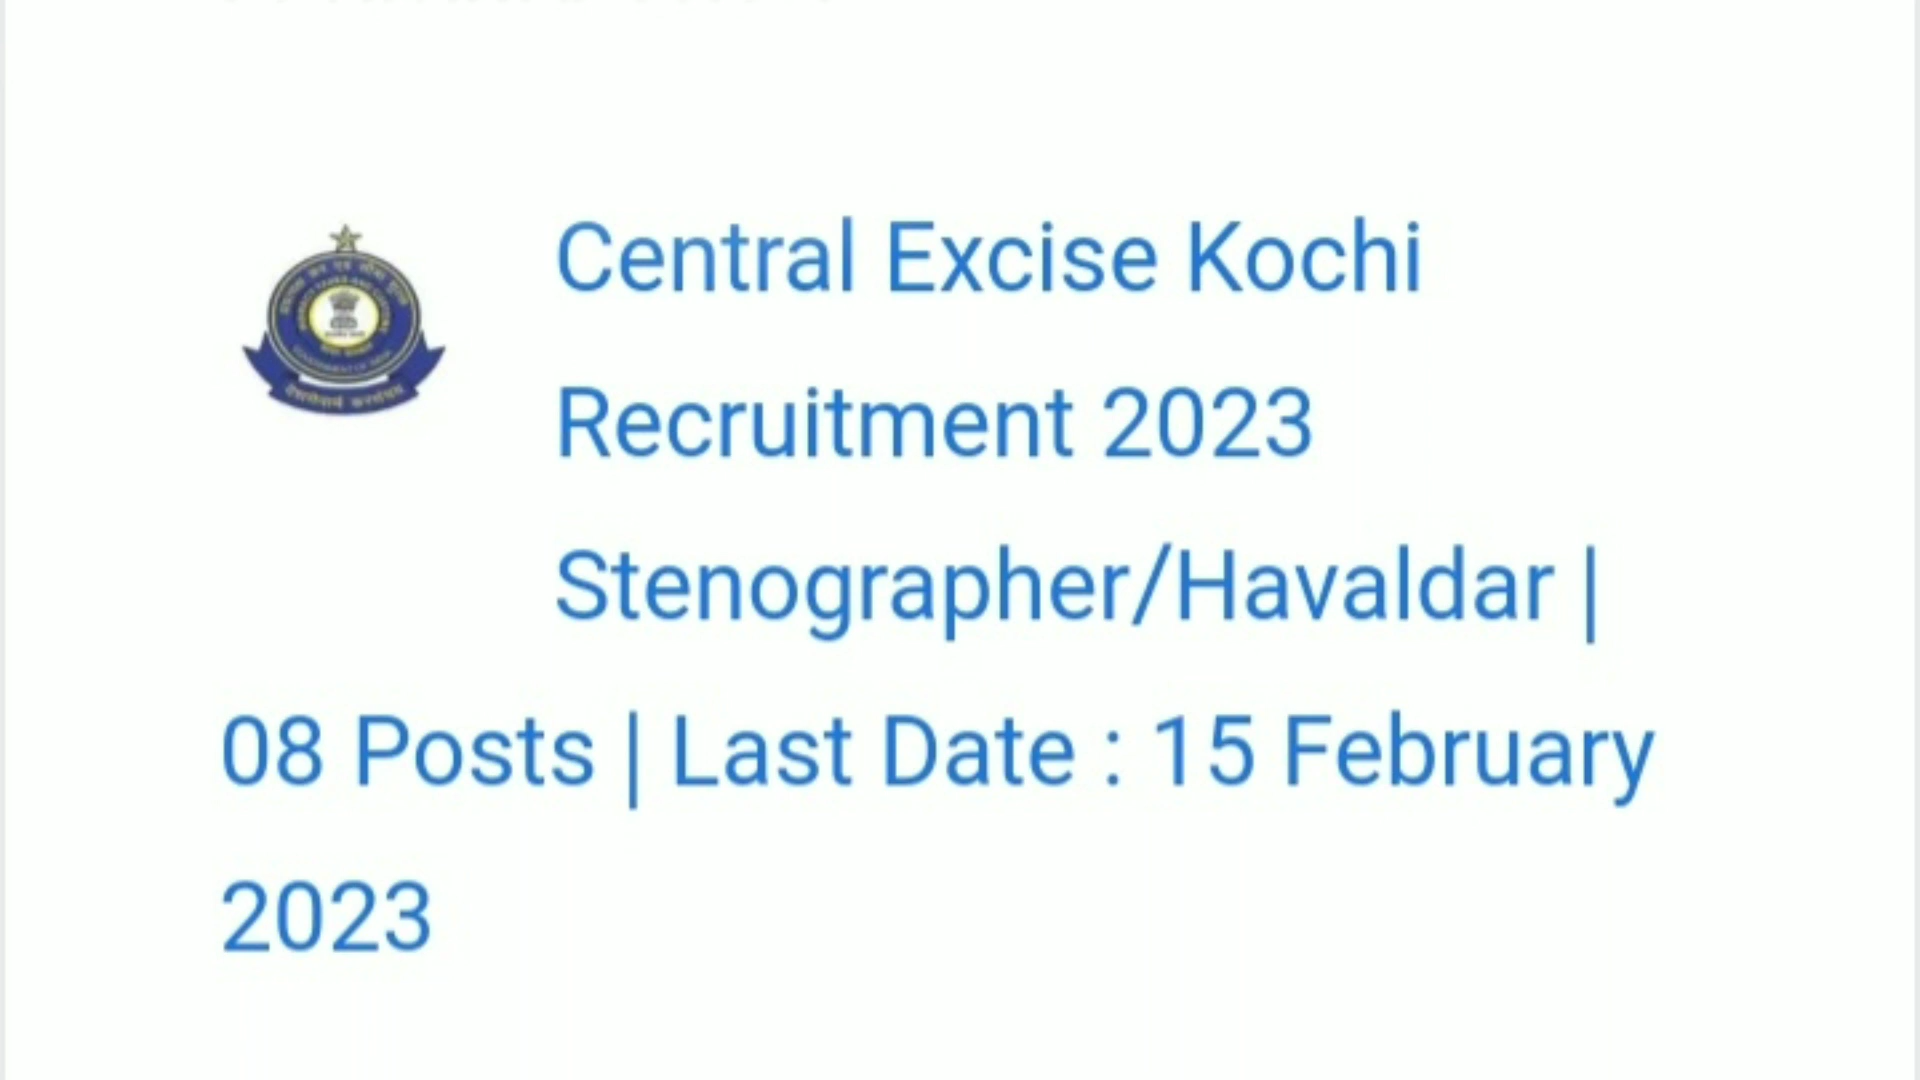 Central Excise Kochi
Recruitment 2023
Stenographer/Havaldar |
08 Posts | Last Date : 15 February
2023